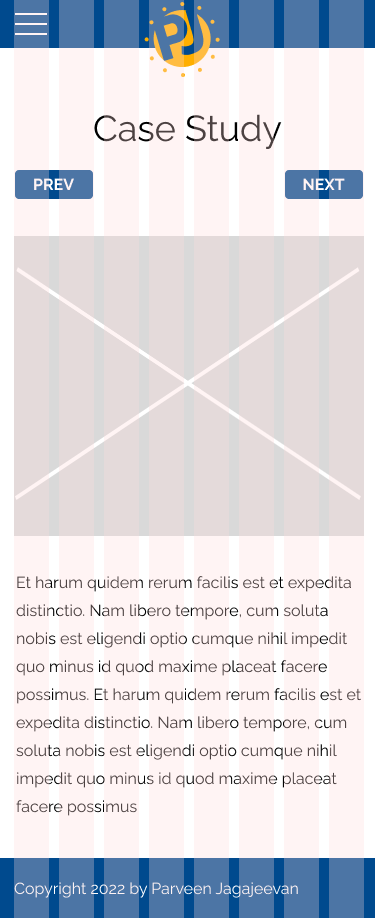 PJ
Case Study
PREV
NEXT
Et harum quidem rerum facilis est et expedita
distinctio. Nam libero tempore, cum soluta
nobis est eligendi optio cumque nihil impedit
quo minus id quod maxime placeat facere
possimus. Et harum quidem rerum facilis est et
expedita distinctio. Nam libero tempore, cum
soluta nobis est eligendi optio cumque nihil
impedit quo minus id quod maxime placeat
facere possimus
Copyright 2022 by Parveen Jagajeevan